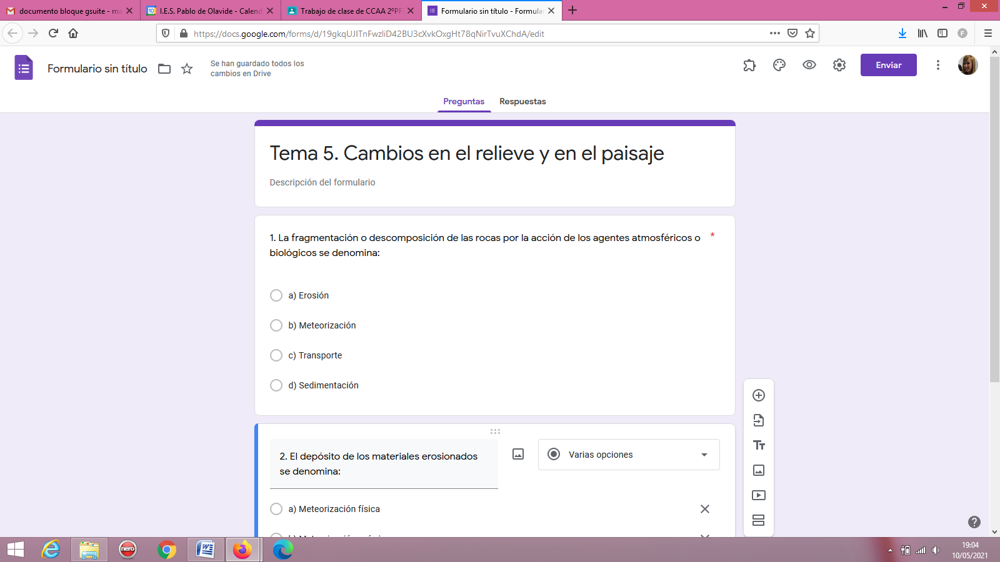 documento bloque gsuite - ma
I.E.S. Pablo de Olavide - Calend
Trabajo de clase de CCAA 2ºPF
Formulario sin título - Formula
https://docs.google.com/forms/d/19gkqUJITnFwzliD42BU3cXvkOxgHt78qNirTvuXChdA/edit
Formulario sin título
Se han guardado todos los
cambios en Drive
Enviar
Preguntas
Respuestas
Tema 5. Cambios en el relieve y en el paisaje
Descripción del formulario
1. La fragmentación o descomposición de las rocas por la acción de los agentes atmosféricos o *
biológicos se denomina:
a) Erosión
b) Meteorización
c) Transporte
d) Sedimentación
2. El depósito de los materiales erosionados
se denomina:
Varias opciones
a) Meteorización física
nero
19:04
10/05/2021